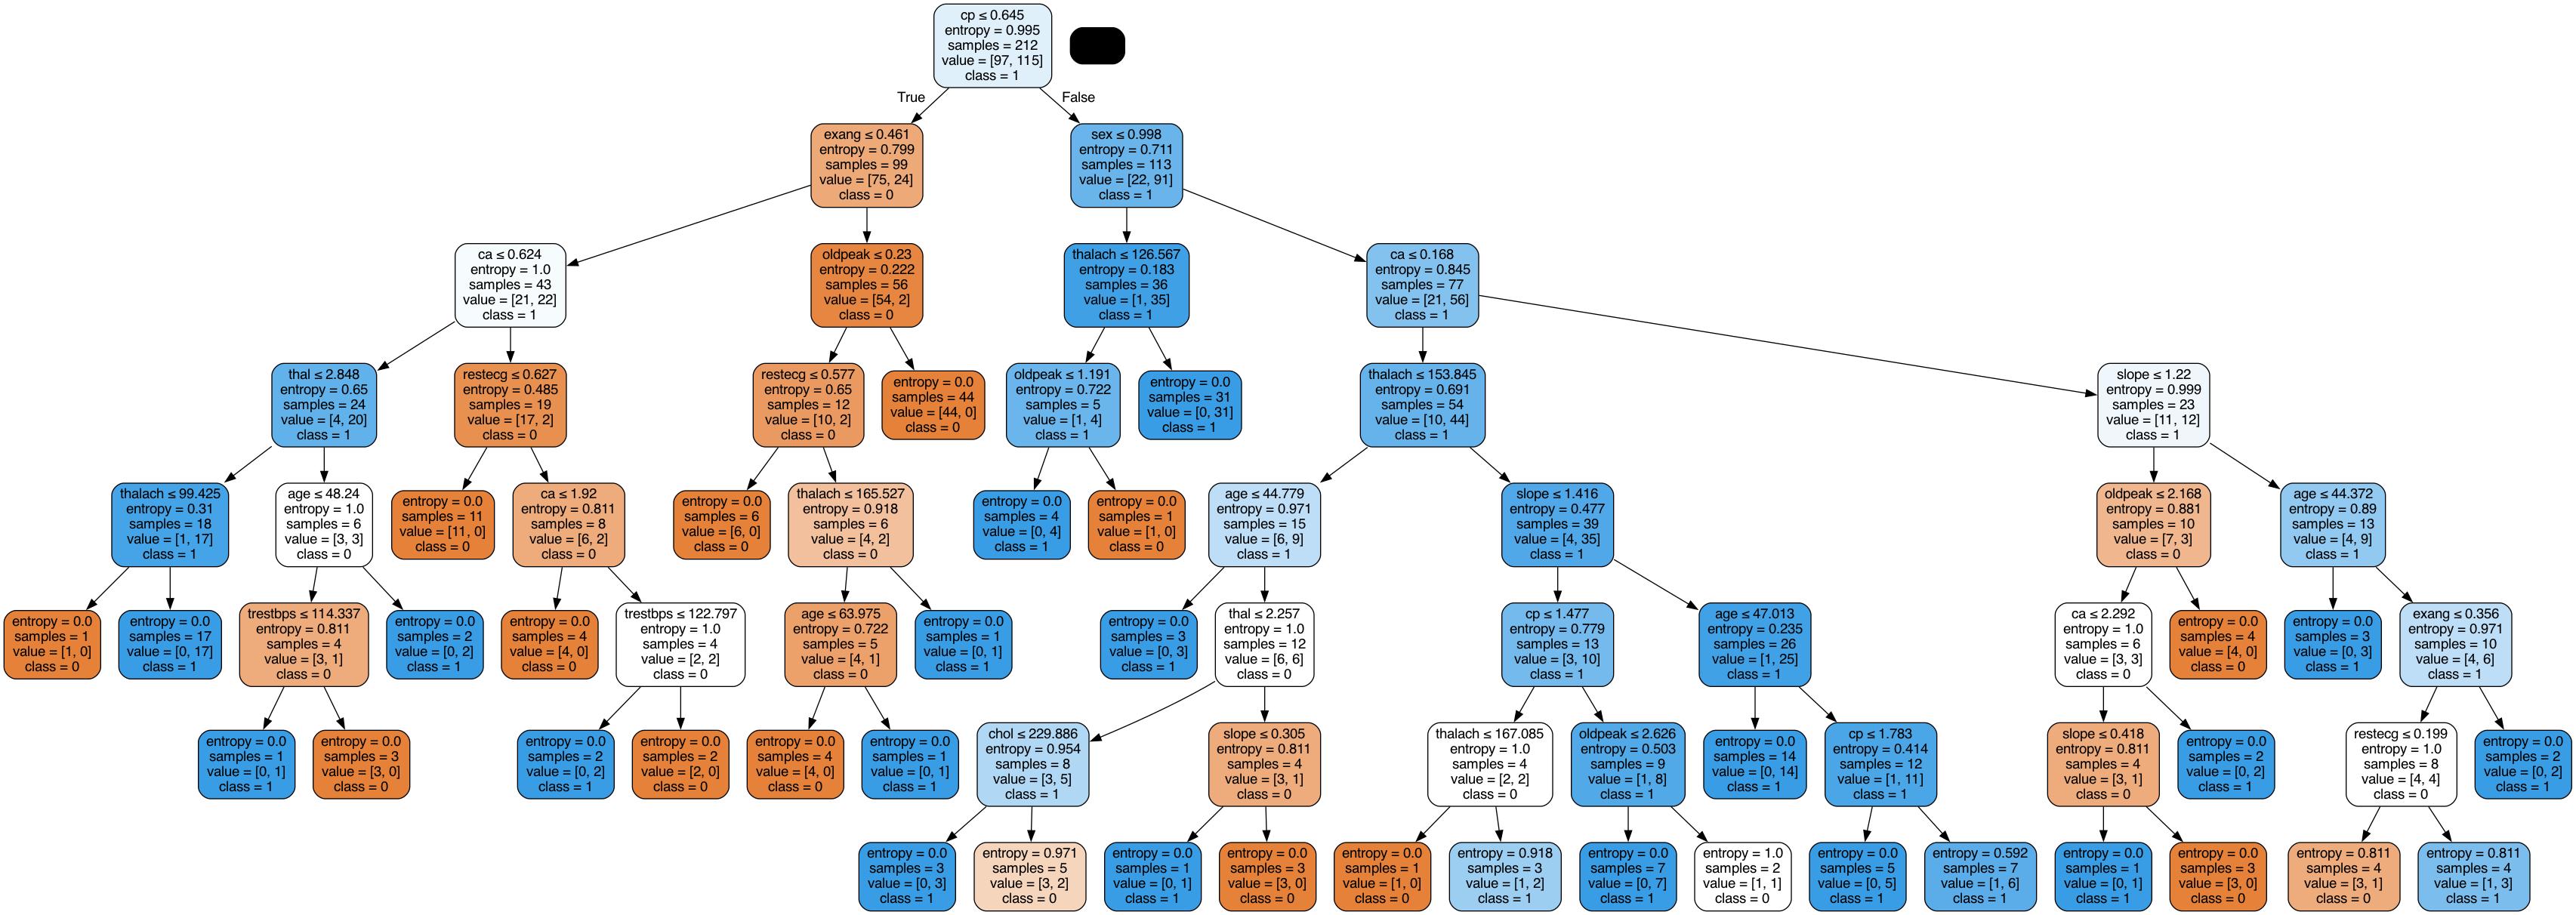 cp ≤ 0.645
entropy = 0.995
samples = 212
value = [97, 115]
class = 1
True
False
exang ≤ 0.461
entropy = 0.799
samples = 99
value = [75, 24]
class = 0
sex ≤ 0.998
entropy = 0.711
samples = 113
value = [22, 91]
class = 1
ca ≤ 0.624
entropy = 1.0
samples = 43
value = [21, 22]
class = 1
oldpeak ≤ 0.23
entropy = 0.222
samples = 56
value = [54, 2]
class = 0
thalach ≤ 126.567
entropy = 0.183
samples = 36
value = [1, 35]
class = 1
ca ≤ 0.168
entropy = 0.845
samples = 77
value = [21, 56]
class = 1
thal ≤ 2.848
entropy = 0.65
samples = 24
value = [4, 20]
class = 1
restecg ≤ 0.627
entropy = 0.485
samples = 19
value = [17, 2]
class = 0
restecg ≤ 0.577
entropy = 0.65
samples = 12
value = [10, 2]
class = 0
entropy = 0.0
samples = 44
value = [44, 0]
class = 0
oldpeak ≤ 1.191
entropy = 0.722
samples = 5
value = [1, 4]
class = 1
entropy = 0.0
samples = 31
value = [0, 31]
class = 1
thalach ≤ 153.845
entropy = 0.691
samples = 54
value = [10, 44]
class = 1
slope ≤ 1.22
entropy = 0.999
samples = 23
value = [11, 12]
class = 1
thalach ≤ 99.425
entropy = 0.31
samples = 18
value = [1, 17]
class = 1
age ≤ 48.24
entropy = 1.0
samples = 6
value = [3, 3]
class = 0
entropy = 0.0
samples = 11
value = [11, 0]
class = 0
ca ≤ 1.92
entropy = 0.811
samples = 8
value = [6, 2]
class = 0
entropy = 0.0
samples = 6
value = [6, 0]
class = 0
thalach ≤ 165.527
entropy = 0.918
samples = 6
value = [4, 2]
class = 0
entropy = 0.0
samples = 4
value = [0, 4]
class = 1
entropy = 0.0
samples = 1
value = [1, 0]
class = 0
age ≤ 44.779
entropy = 0.971
samples = 15
value = [6, 9]
class = 1
slope ≤ 1.416
entropy = 0.477
samples = 39
value = [4, 35]
class = 1
oldpeak ≤ 2.168
entropy = 0.881
samples = 10
value = [7, 3]
class = 0
age ≤ 44.372
entropy = 0.89
samples = 13
value = [4, 9]
class = 1
entropy = 0.0
samples = 1
value = [1, 0]
class = 0
entropy = 0.0
samples = 17
value = [0, 17]
class = 1
trestbps ≤ 114.337
entropy = 0.811
samples = 4
value = [3, 1]
class = 0
entropy = 0.0
samples = 2
value = [0, 2]
class = 1
entropy = 0.0
samples = 4
value = [4, 0]
class = 0
trestbps ≤ 122.797
entropy = 1.0
samples = 4
value = [2, 2]
class = 0
age ≤ 63.975
entropy = 0.722
samples = 5
value = [4, 1]
class = 0
entropy = 0.0
samples = 1
value = [0, 1]
class = 1
entropy = 0.0
samples = 3
value = [0, 3]
class = 1
thal ≤ 2.257
entropy = 1.0
samples = 12
value = [6, 6]
class = 0
cp ≤ 1.477
entropy = 0.779
samples = 13
value = [3, 10]
class = 1
age ≤ 47.013
entropy = 0.235
samples = 26
value = [1, 25]
class = 1
ca ≤ 2.292
entropy = 1.0
samples = 6
value = [3, 3]
class = 0
entropy = 0.0
samples = 4
value = [4, 0]
class = 0
entropy = 0.0
samples = 3
value = [0, 3]
class = 1
exang ≤ 0.356
entropy = 0.971
samples = 10
value = [4, 6]
class = 1
entropy = 0.0
samples = 1
value = [0, 1]
class = 1
entropy = 0.0
samples = 3
value = [3, 0]
class = 0
entropy = 0.0
samples = 2
value = [0, 2]
class = 1
entropy = 0.0
samples = 2
value = [2, 0]
class = 0
entropy = 0.0
samples = 4
value = [4, 0]
class = 0
entropy = 0.0
samples = 1
value = [0, 1]
class = 1
chol ≤ 229.886
entropy = 0.954
samples = 8
value = [3, 5]
class = 1
slope ≤ 0.305
entropy = 0.811
samples = 4
value = [3, 1]
class = 0
thalach ≤ 167.085
entropy = 1.0
samples = 4
value = [2, 2]
class = 0
oldpeak ≤ 2.626
entropy = 0.503
samples = 9
value = [1, 8]
class = 1
entropy = 0.0
samples = 14
value = [0, 14]
class = 1
cp ≤ 1.783
entropy = 0.414
samples = 12
value = [1, 11]
class = 1
slope ≤ 0.418
entropy = 0.811
samples = 4
value = [3, 1]
class = 0
entropy = 0.0
samples = 2
value = [0, 2]
class = 1
restecg ≤ 0.199
entropy = 1.0
samples = 8
value = [4, 4]
class = 0
entropy = 0.0
samples = 2
value = [0, 2]
class = 1
entropy = 0.0
samples = 3
value = [0, 3]
class = 1
entropy = 0.971
samples = 5
value = [3, 2]
class = 0
entropy = 0.0
samples = 1
value = [0, 1]
class = 1
entropy = 0.0
samples = 3
value = [3, 0]
class = 0
entropy = 0.0
samples = 1
value = [1, 0]
class = 0
entropy = 0.918
samples = 3
value = [1, 2]
class = 1
entropy = 0.0
samples = 7
value = [0, 7]
class = 1
entropy = 1.0
samples = 2
value = [1, 1]
class = 0
entropy = 0.0
samples = 5
value = [0, 5]
class = 1
entropy = 0.592
samples = 7
value = [1, 6]
class = 1
entropy = 0.0
samples = 1
value = [0, 1]
class = 1
entropy = 0.0
samples = 3
value = [3, 0]
class = 0
entropy = 0.811
samples = 4
value = [3, 1]
class = 0
entropy = 0.811
samples = 4
value = [1, 3]
class = 1